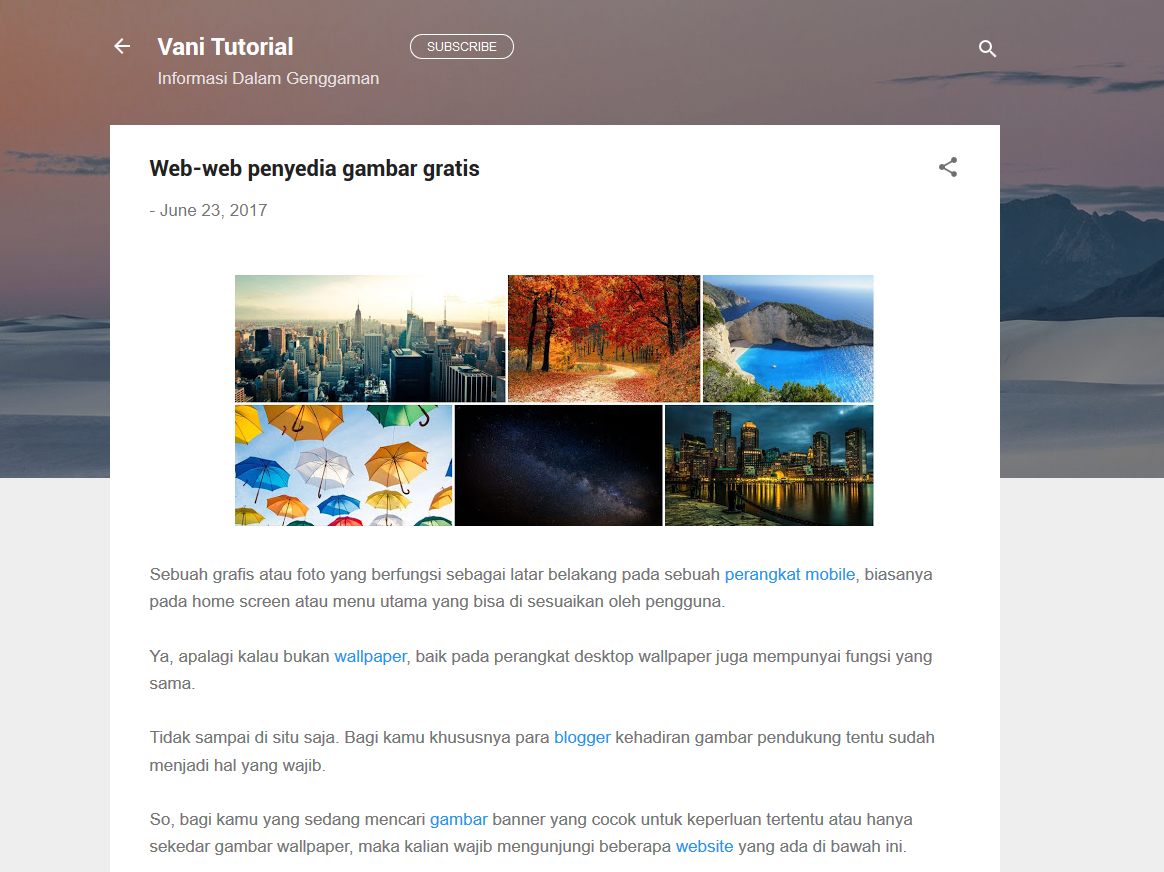 Vani Tutorial
SUBSCRIBE
Informasi Dalam Genggaman
Web-web penyedia gambar gratis
- June 23, 2017
Sebuah grafis atau foto yang berfungsi sebagai latar belakang pada sebuah perangkat mobile, biasanya
pada home screen atau menu utama yang bisa di sesuaikan oleh pengguna.
Ya, apalagi kalau bukan wallpaper, baik pada perangkat desktop wallpaper juga mempunyai fungsi yang
sama.
Tidak sampai di situ saja. Bagi kamu khususnya para blogger kehadiran gambar pendukung tentu sudah
menjadi hal yang wajib.
So, bagi kamu yang sedang mencari gambar banner yang cocok untuk keperluan tertentu atau hanya
sekedar gambar wallpaper, maka kalian wajib mengunjungi beberapa website yang ada di bawah ini.